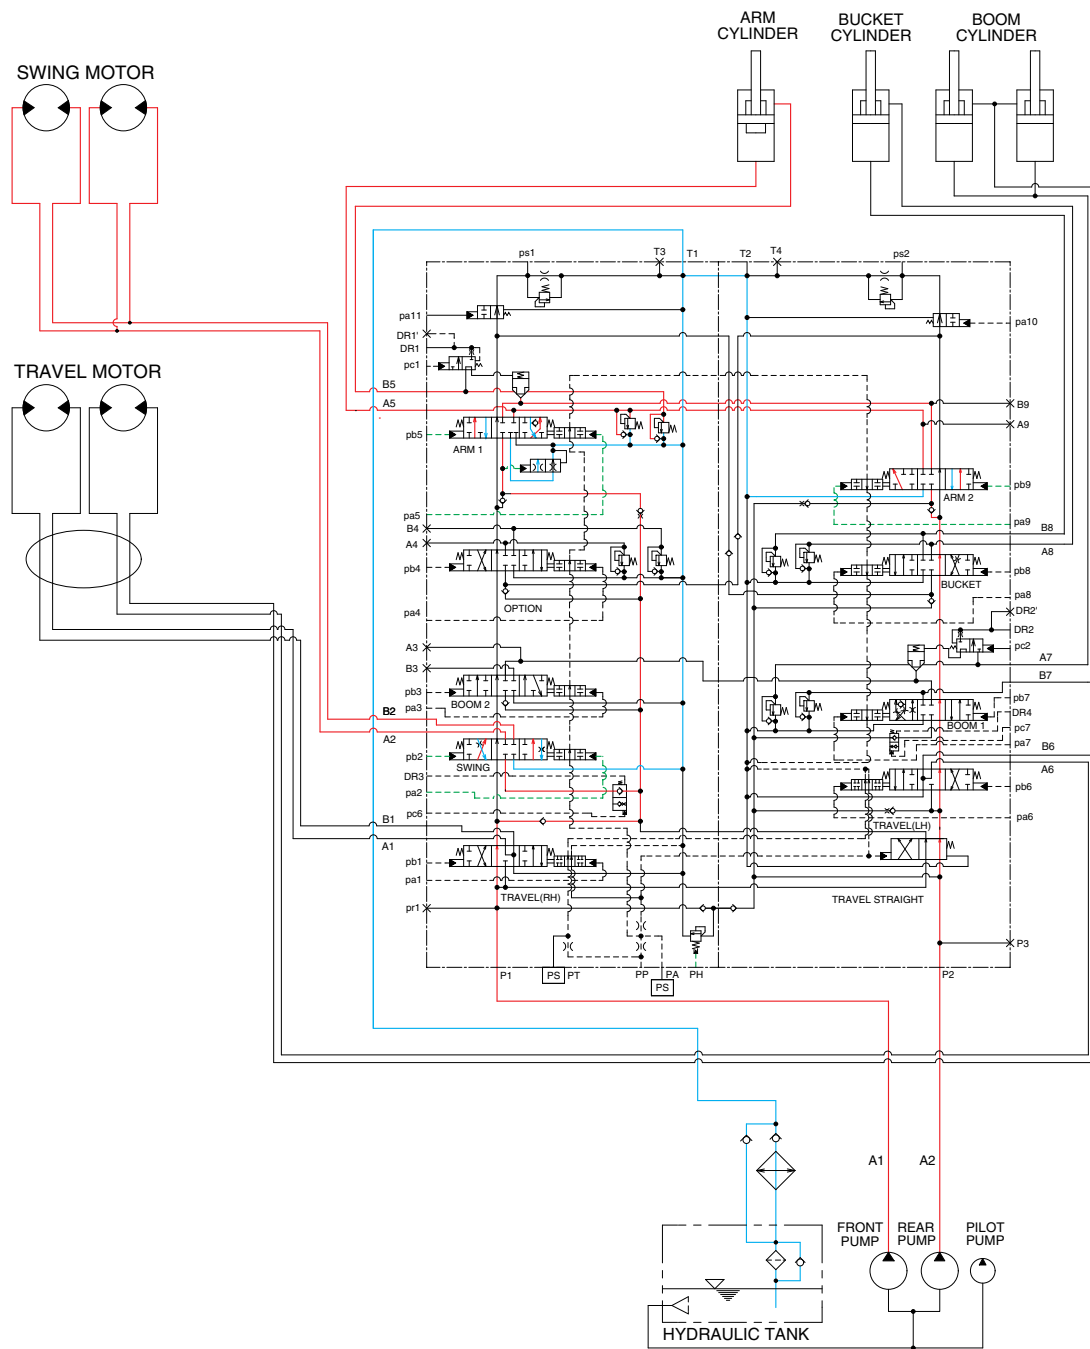 ARM
CYLINDER
BUCKET
CYLINDER
BOOM
CYLINDER
SWING MOTOR
TRAVEL MOTOR
ps1
T3
T1
T2
T4
ps2
pa11
DR1'
DR1
pc1
B5
A5
pb5
ARM 1
pa5
B4
A4
pb4
OPTION
pa4
A3
B3
pb3
pa3
BOOM 2
B2
A2
pb2
SWING
DR3
pa2
pc6
B1
A1
pb1
pa1
TRAVEL(RH)
pr1
pa10
B9
A9
pb9
ARM 2
pa9
B8
A8
pb8
BUCKET
pa8
DR2'
DR2
pc2
A7
B7
pb7
DR4
BOOM 1
pc7
pa7
B6
A6
pb6
pa6
TRAVEL(LH)
TRAVEL STRAIGHT
P3
P1
PS
PT
PP
PA
PS
PH
P2
A1
A2
FRONT
PUMP
REAR
PUMP
PILOT
PUMP
HYDRAULIC TANK